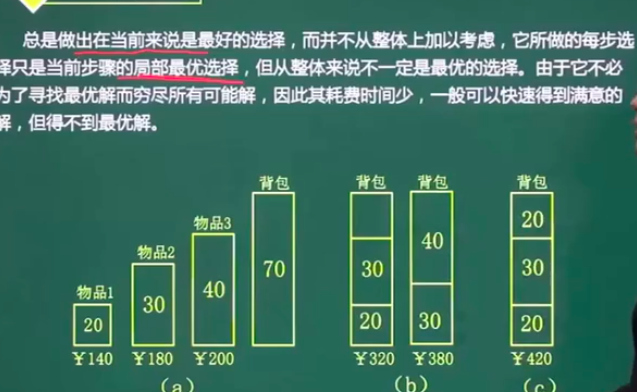 总是做出在当前来说是最好的选择，而并不从整体上加以考虑，它所做的每步选
择只是当前步骤的局部最优选择，但从整体来说不一定是最优的选择。由于它不必
为了寻找最优解而穷尽所有可能解，因此其耗费时间少，一般可以快速得到满意的
解，但得不到最优解。
背包 背包 背包 背包
物品3
物品2
物品1
20 30 40 70
30 20
40 30
20 30 20
￥140 ￥180 ￥200 ￥320 ￥380 ￥420
(a) (b) (c)